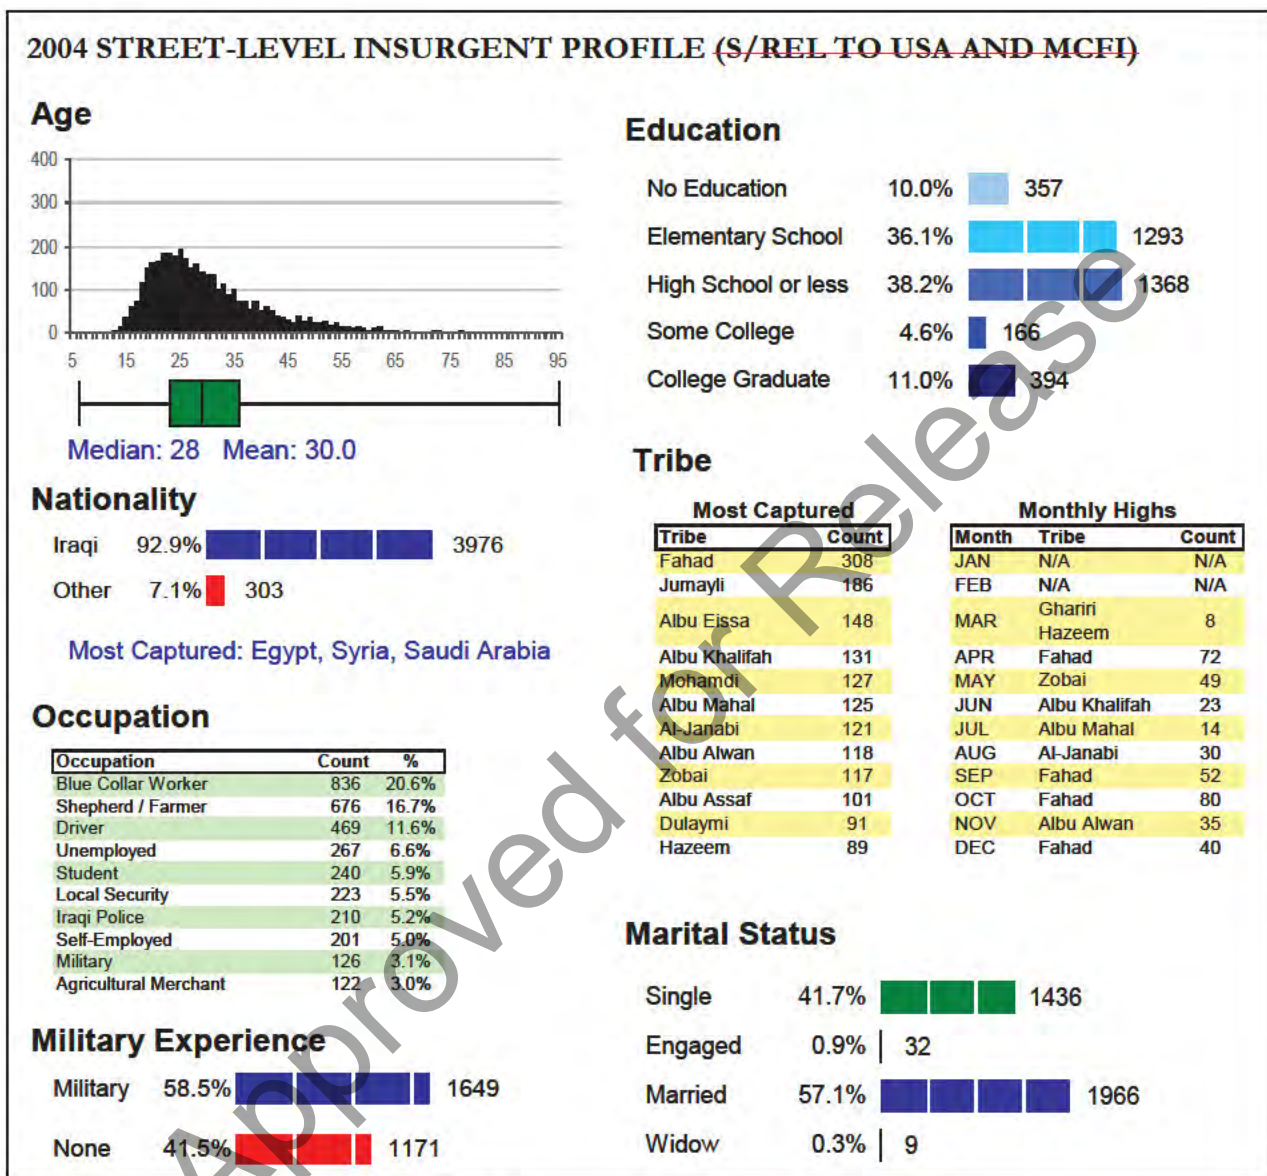 2004 STREET-LEVEL INSURGENT PROFILE (S/REL TO USA AND MCFI)
Age
400
300
200
100
0
5 15 25 35 45 55 65 75 85 95
Median: 28 Mean: 30.0
Nationality
Iraqi 92.9% 3976
Other 7.1% 303
Most Captured: Egypt, Syria, Saudi Arabia
Occupation
Occupation Count %
Blue Collar Worker 836 20.6%
Shepherd / Farmer 676 16.7%
Driver 469 11.6%
Unemployed 267 6.6%
Student 240 5.9%
Local Security 223 5.5%
Iraqi Police 210 5.2%
Self-Employed 201 5.0%
Military 126 3.1%
Agricultural Merchant 122 3.0%
Military Experience
Military 58.5% 1649
None 41.5% 1171
Education
No Education 10.0% 357
Elementary School 36.1% 1293
High School or less 38.2% 1368
Some College 4.6% 166
College Graduate 11.0% 394
Tribe
Most Captured
Tribe Count
Fahad 308
Jumayli 186
Albu Eissa 148
Albu Khalifah 131
Mohamdi 127
Albu Mahal 125
Al-Janabi 121
Albu Alwan 118
Zobai 117
Albu Assaf 101
Dulaymi 91
Hazeem 89
Monthly Highs
Month Tribe Count
JAN N/A N/A
FEB N/A N/A
MAR Ghariri
Hazeem 8
APR Fahad 72
MAY Zobai 49
JUN Albu Khalifah 23
JUL Albu Mahal 14
AUG Al-Janabi 30
SEP Fahad 52
OCT Fahad 80
NOV Albu Alwan 35
DEC Fahad 40
Marital Status
Single 41.7% 1436
Engaged 0.9% 32
Married 57.1% 1966
Widow 0.3% 9
Approved for Release